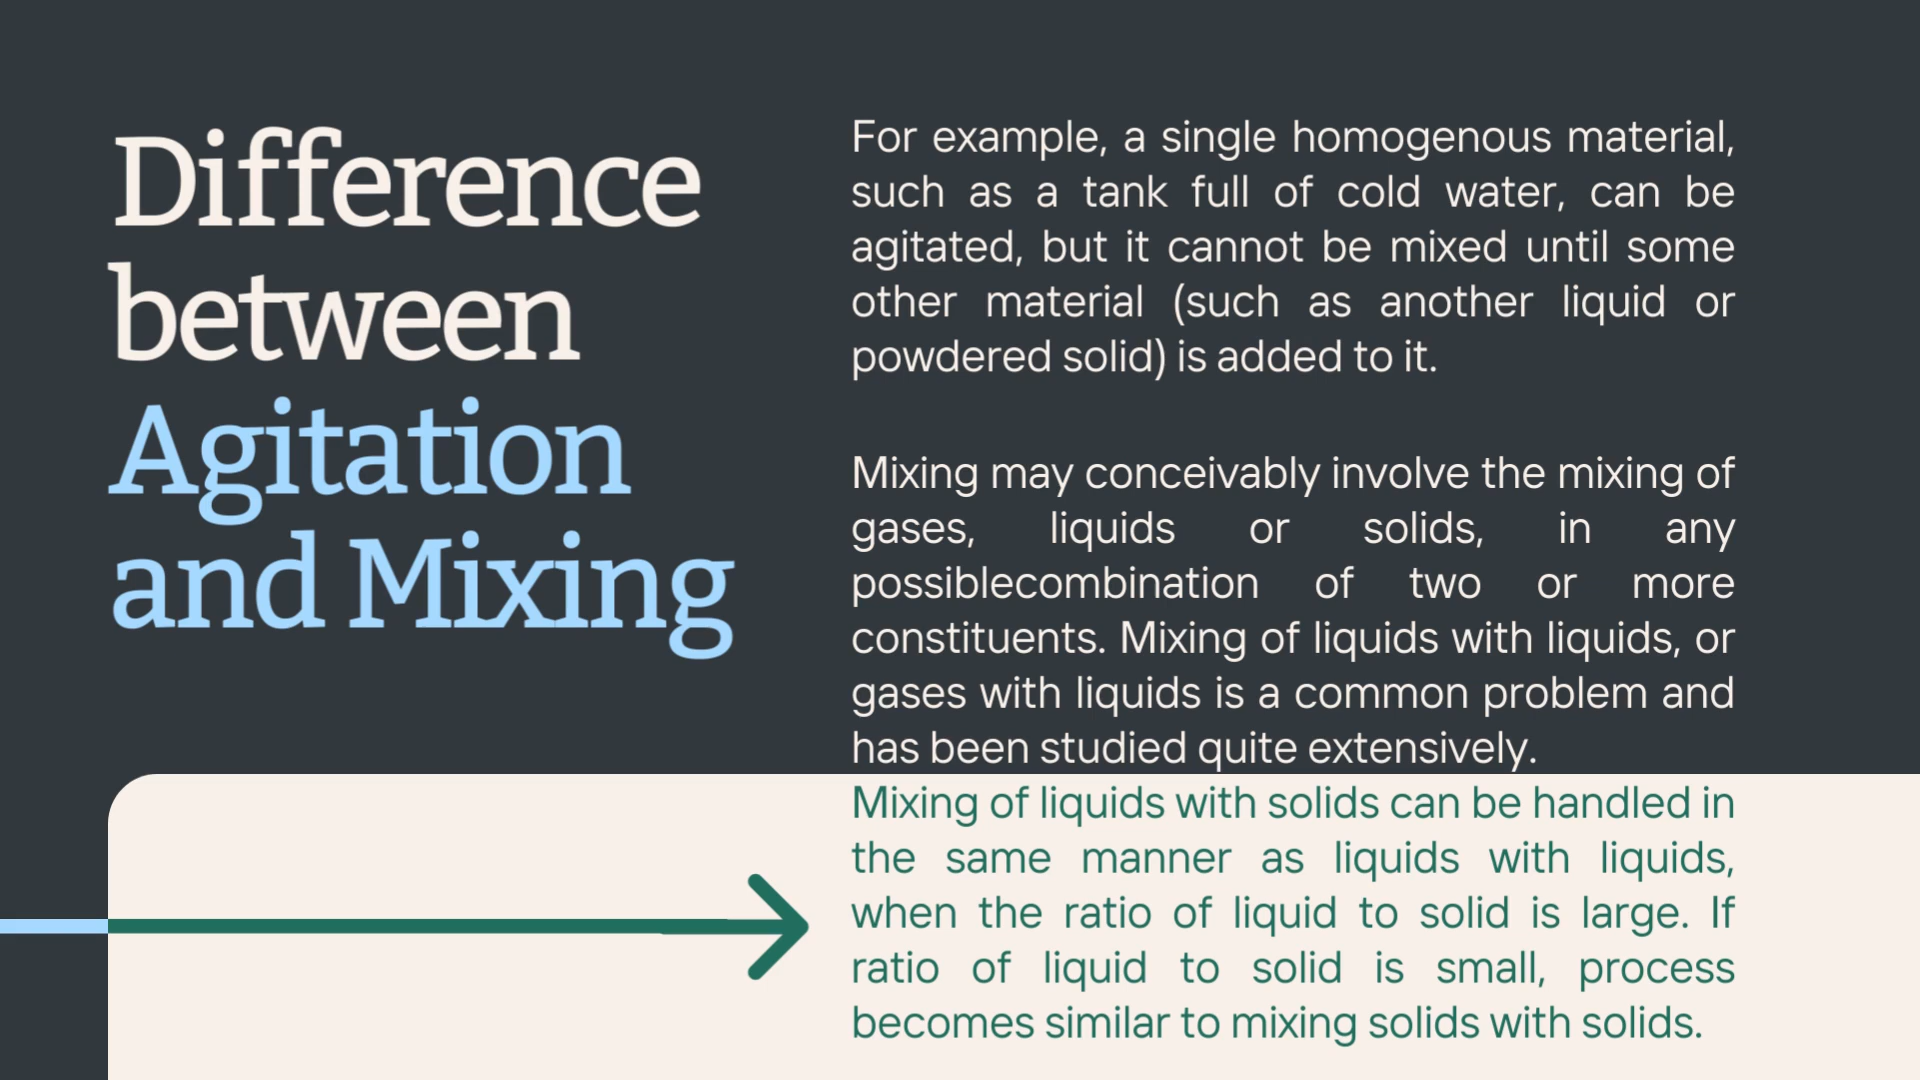 Difference
between
Agitation
and Mixing
For example, a single homogenous material,
such as a tank full of cold water, can be
agitated, but it cannot be mixed until some
other material (such as another liquid or
powdered solid) is added to it.
Mixing may conceivably involve the mixing of
gases, liquids or solids, in any
possiblecombination of two or more
constituents. Mixing of liquids with liquids, or
gases with liquids is a common problem and
has been studied quite extensively.
Mixing of liquids with solids can be handled in
the same manner as liquids with liquids,
when the ratio of liquid to solid is large. If
ratio of liquid to solid is small, process
becomes similar to mixing solids with solids.